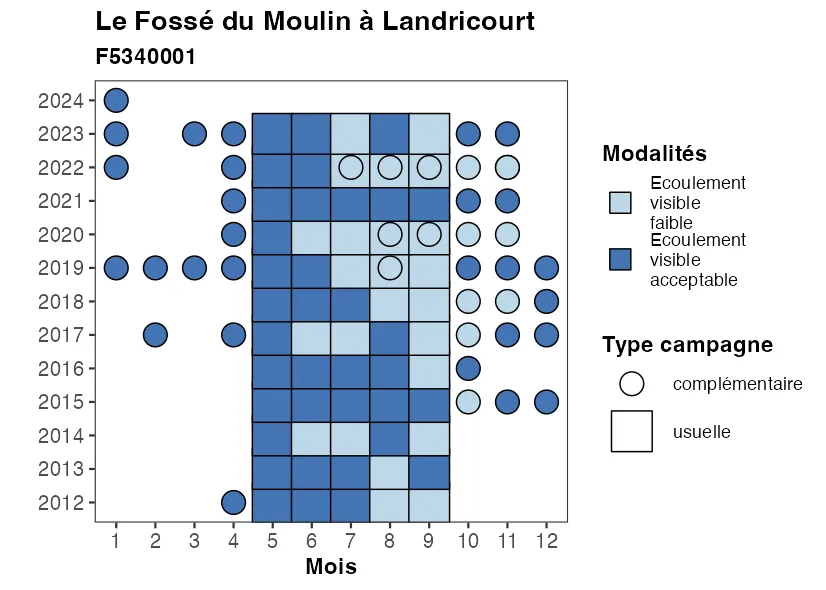 Le Fossé du Moulin à Landricourt
F5340001
2024
2023
2022
2021
2020
2019
2018
2017
2016
2015
2014
2013
2012
1 2 3 4 5 6 7 8 9 10 11 12
Mois
Modalités
Ecoulement
visible
faible
Ecoulement
visible
acceptable
Type campagne
complémentaire
usuelle